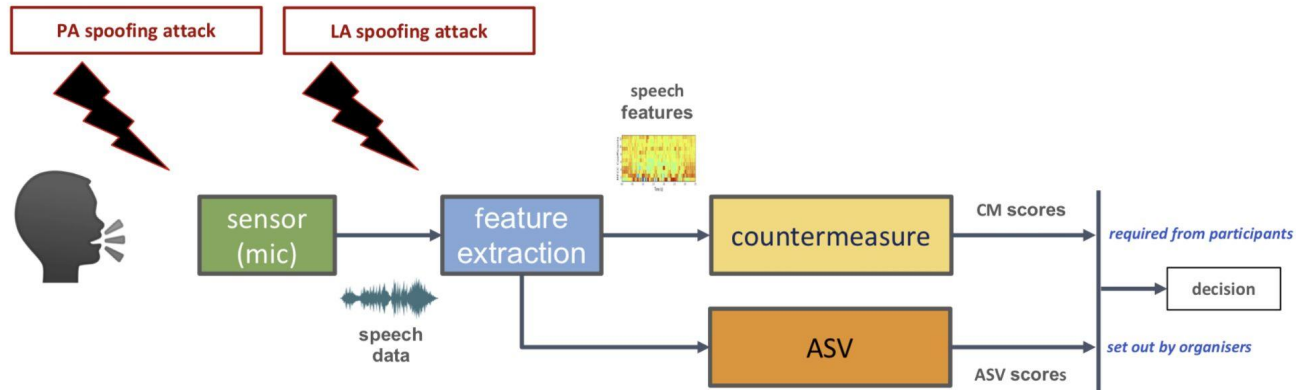 PA spoofing attack
LA spoofing attack
speech
features
sensor
(mic)
feature
extraction
countermeasure
CM scores
required from participants
decision
speech
data
ASV
ASV scores
set out by organisers